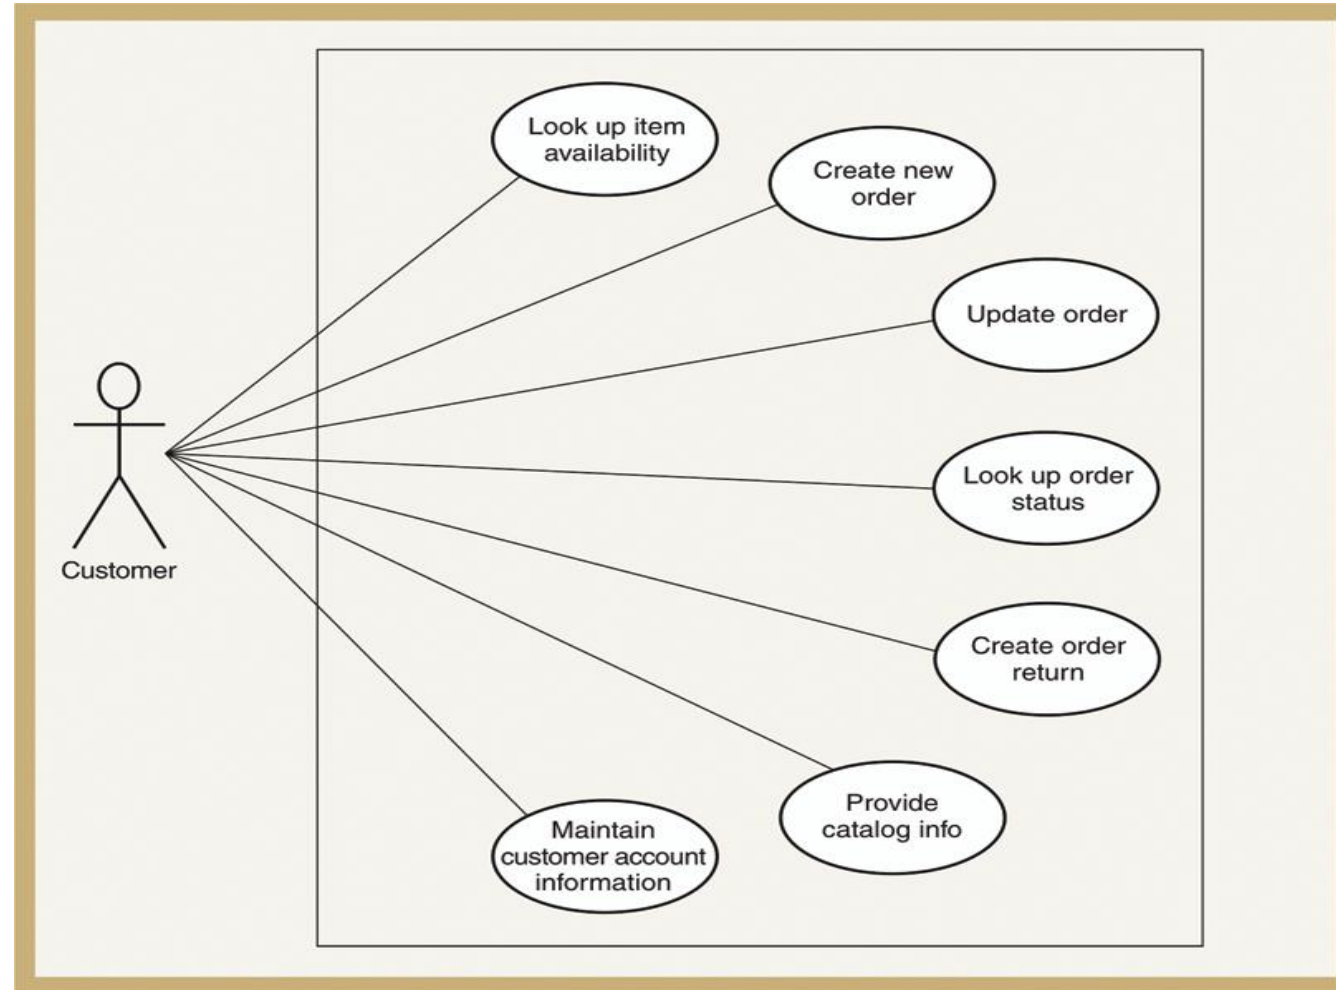 Look up item
availability
Create new
order
Update order
Look up order
status
Customer
Create order
return
Provide
catalog info
Maintain
customer account
information